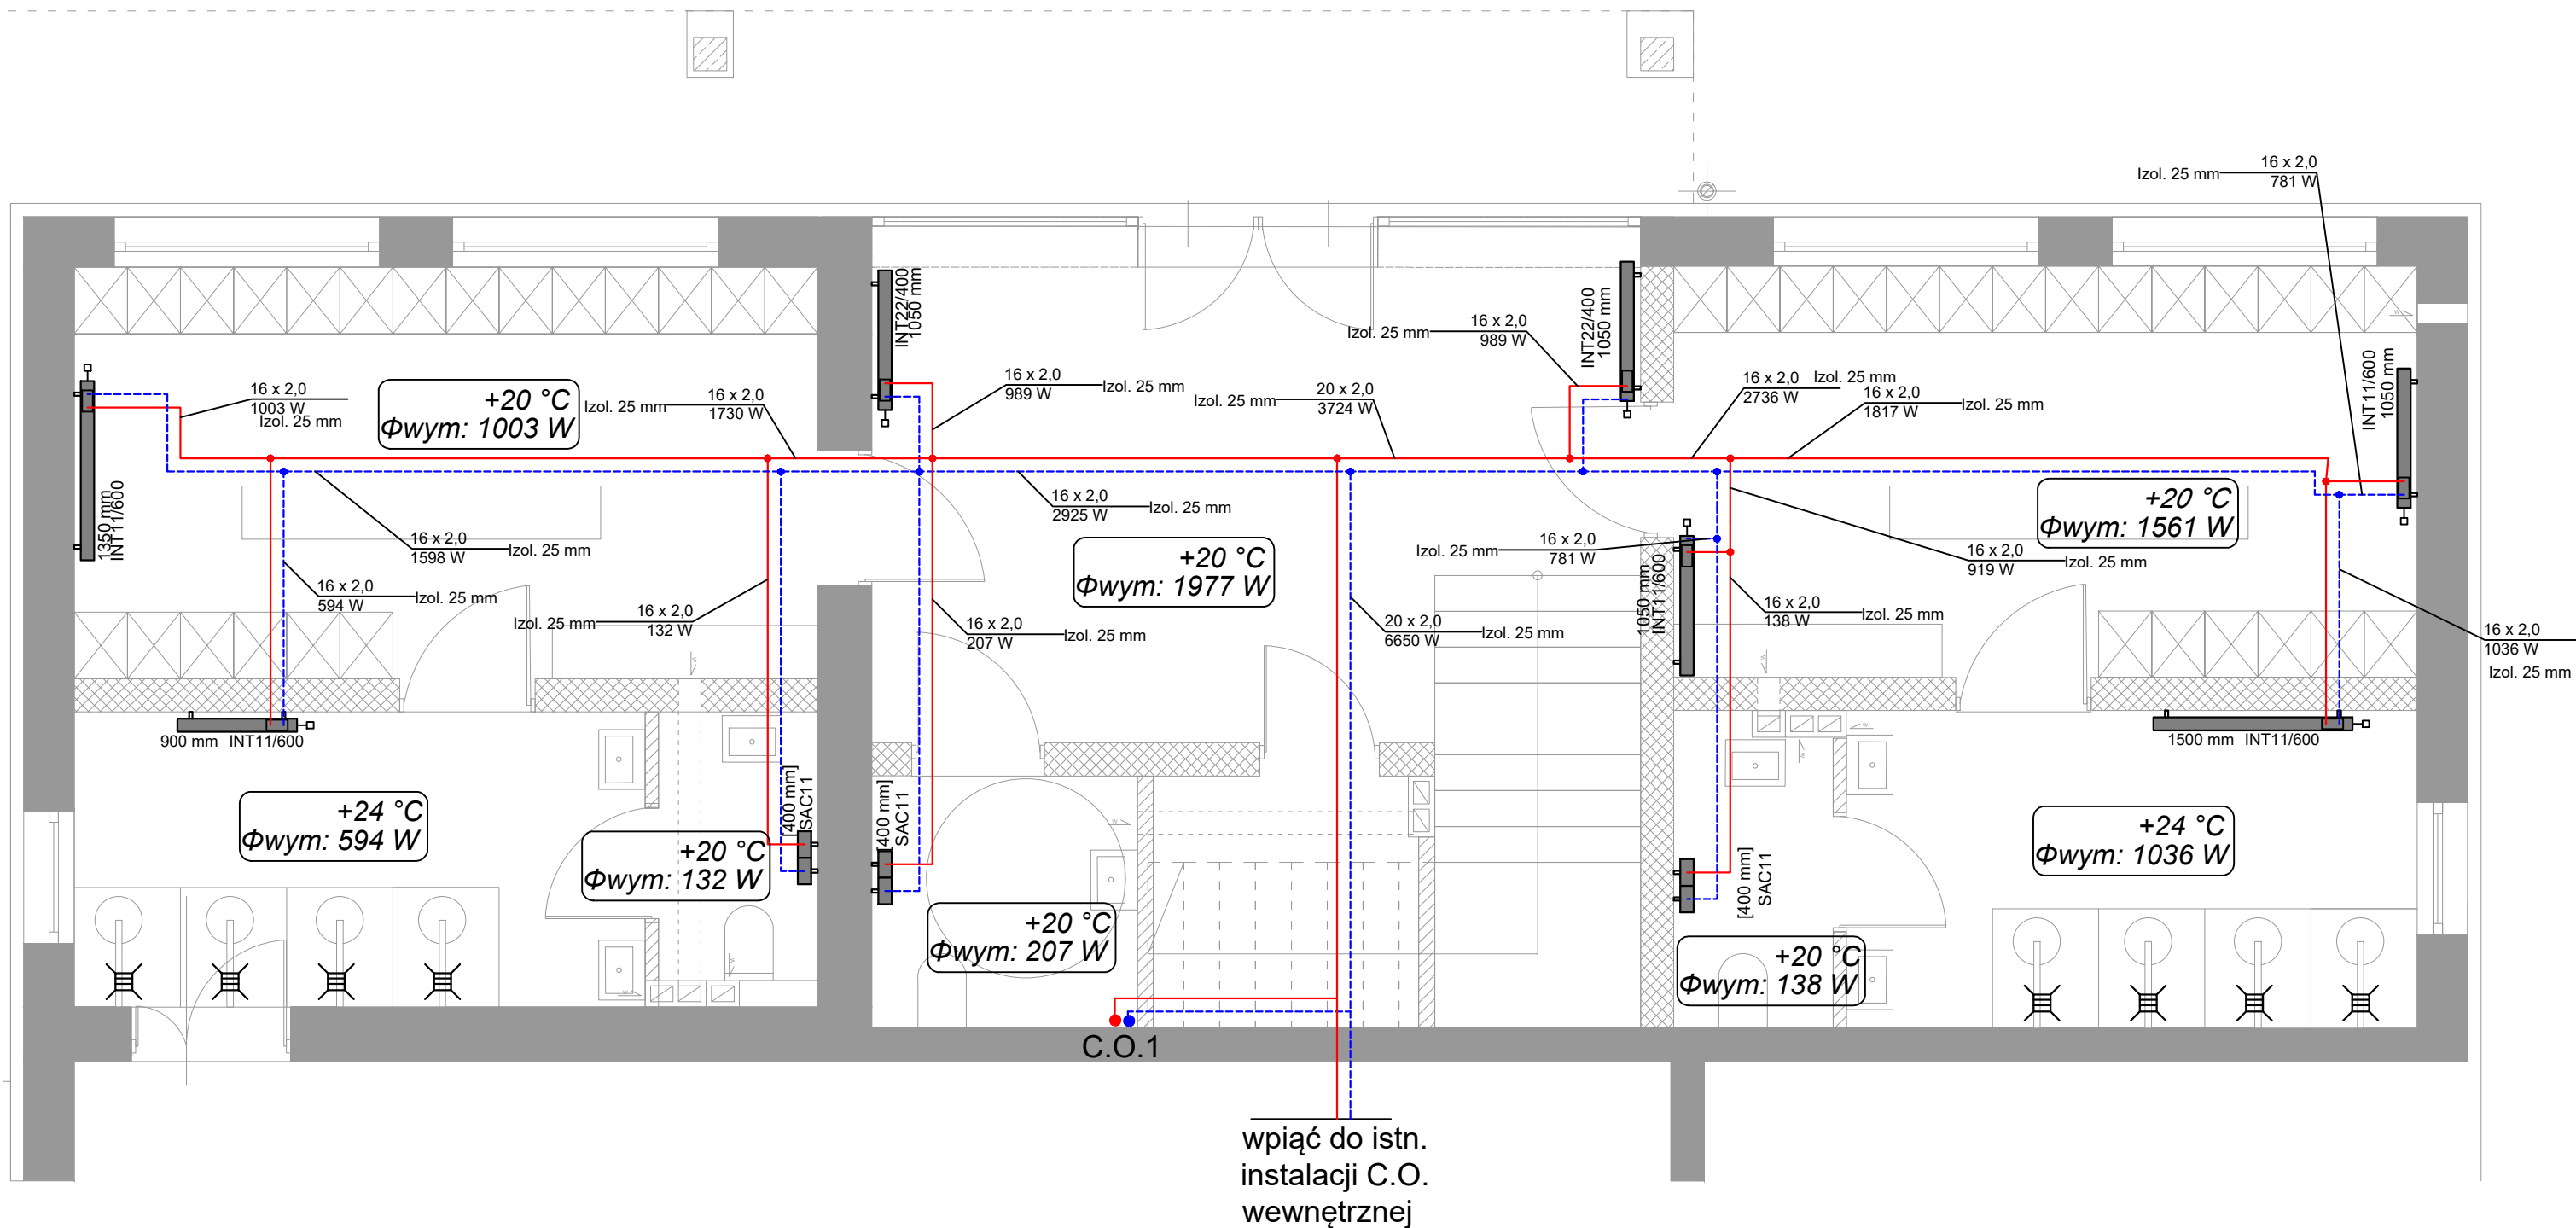 16 x 2,0
Izol. 25 mm
781 W
INT22/400
1050 mm
INT22/400
1050 mm
16 x 2,0
Izol. 25 mm
989 W
INT11/600
1050 mm
16 x 2,0
1003 W
Izol. 25 mm
+20 °C
Φwym: 1003 W
16 x 2,0
Izol. 25 mm
1730 W
16 x 2,0
989 W
Izol. 25 mm
20 x 2,0
Izol. 25 mm
3724 W
16 x 2,0
Izol. 25 mm
2736 W
16 x 2,0
1817 W
Izol. 25 mm
1350 mm
INT11/600
16 x 2,0
1598 W
Izol. 25 mm
16 x 2,0
2925 W
Izol. 25 mm
+20 °C
Φwym: 1561 W
16 x 2,0
594 W
Izol. 25 mm
16 x 2,0
Izol. 25 mm
132 W
+20 °C
Φwym: 1977 W
16 x 2,0
Izol. 25 mm
781 W
16 x 2,0
919 W
Izol. 25 mm
1050 mm
INT11/600
16 x 2,0
207 W
Izol. 25 mm
20 x 2,0
6650 W
Izol. 25 mm
16 x 2,0
138 W
Izol. 25 mm
16 x 2,0
1036 W
Izol. 25 mm
900 mm INT11/600
1500 mm INT11/600
[400 mm]
SAC11
[400 mm]
SAC11
[400 mm]
SAC11
+24 °C
Φwym: 594 W
+20 °C
Φwym: 132 W
+24 °C
Φwym: 1036 W
+20 °C
Φwym: 207 W
+20 °C
Φwym: 138 W
C.O.1
wpiąć do istn.
instalacji C.O.
wewnętrznej